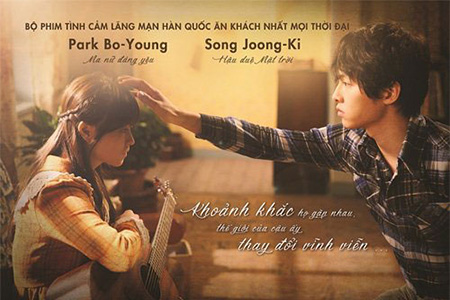 BỘ PHIM TÌNH CẢM LÃNG MẠN HÀN QUỐC ĂN KHÁCH NHẤT MỌI THỜI ĐẠI
Park Bo-Young Song Joong-Ki
Ma nữ đáng yêu Hậu duệ Mặt trời
Khoảnh khắc họ gặp nhau,
thế giới của cậu ấy
thay đổi vĩnh viễn